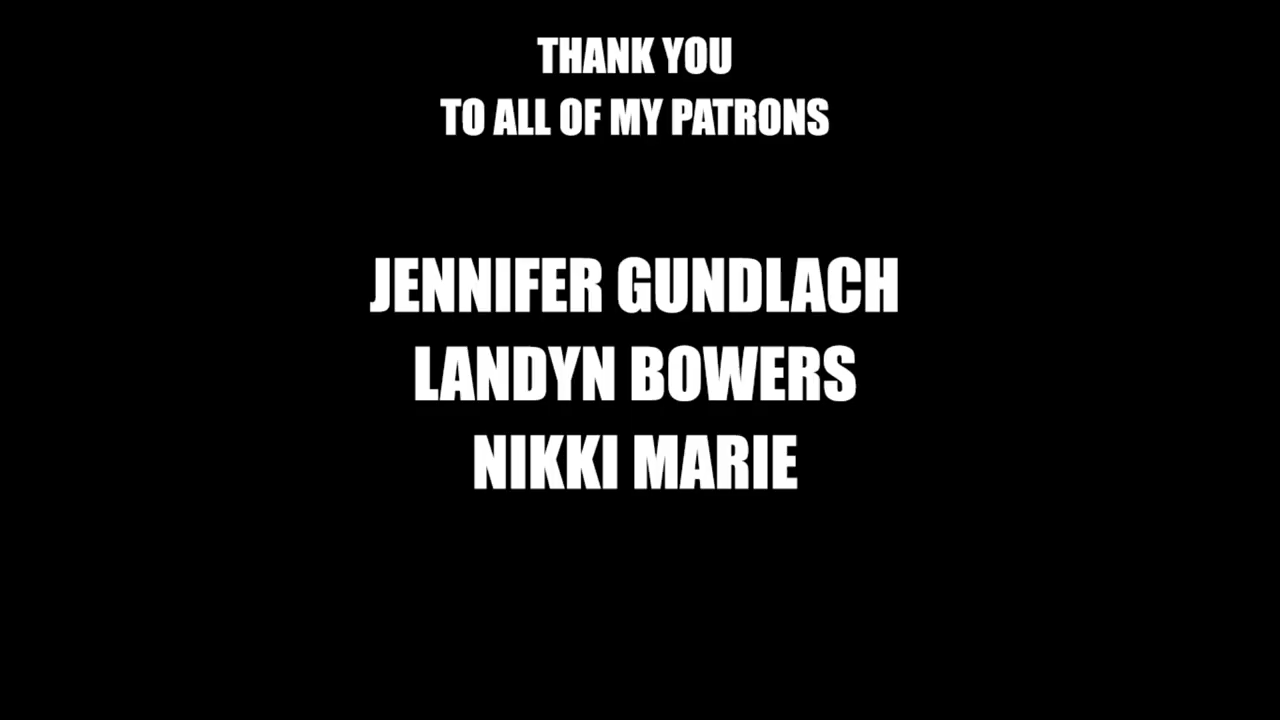 THANK YOU
TO ALL OF MY PATRONS
JENNIFER GUNDLACH
LANDYN BOWERS
NIKKI MARIE